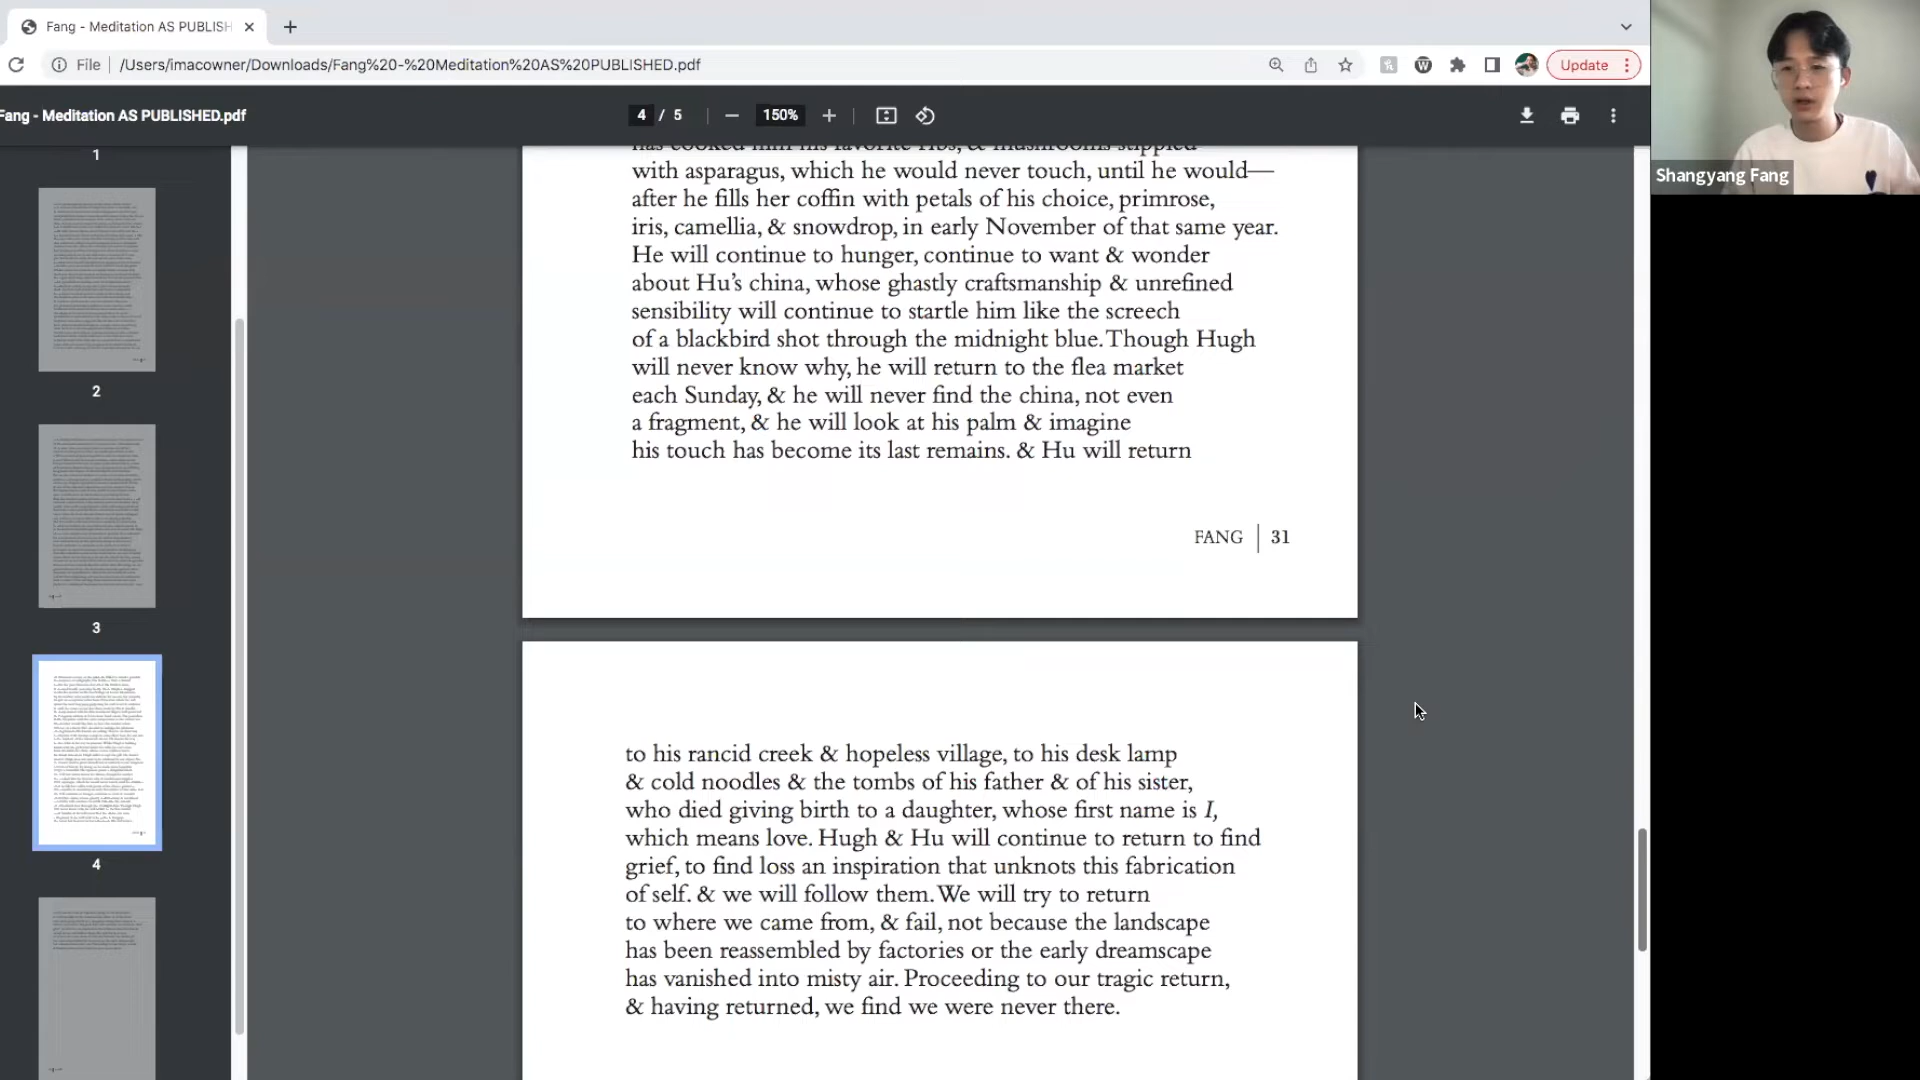 Fang - Meditation AS PUBLISH
File
/Users/imacowner/Downloads/Fang%20-%20Meditation%20AS%20PUBLISHED.pdf
Update
Fang - Meditation AS PUBLISHED.pdf
4 / 5
150%
Shangyang Fang
1
2
3
4
has cooked him his favorite ribs, & mushrooms stippled
with asparagus, which he would never touch, until he would—
after he fills her coffin with petals of his choice, primrose,
iris, camellia, & snowdrop, in early November of that same year.
He will continue to hunger, continue to want & wonder
about Hu’s china, whose ghastly craftsmanship & unrefined
sensibility will continue to startle him like the screech
of a blackbird shot through the midnight blue. Though Hugh
will never know why, he will return to the flea market
each Sunday, & he will never find the china, not even
a fragment, & he will look at his palm & imagine
his touch has become its last remains. & Hu will return
FANG | 31
to his rancid creek & hopeless village, to his desk lamp
& cold noodles & the tombs of his father & of his sister,
who died giving birth to a daughter, whose first name is I,
which means love. Hugh & Hu will continue to return to find
grief, to find loss an inspiration that unknots this fabrication
of self. & we will follow them. We will try to return
to where we came from, & fail, not because the landscape
has been reassembled by factories or the early dreamscape
has vanished into misty air. Proceeding to our tragic return,
& having returned, we find we were never there.